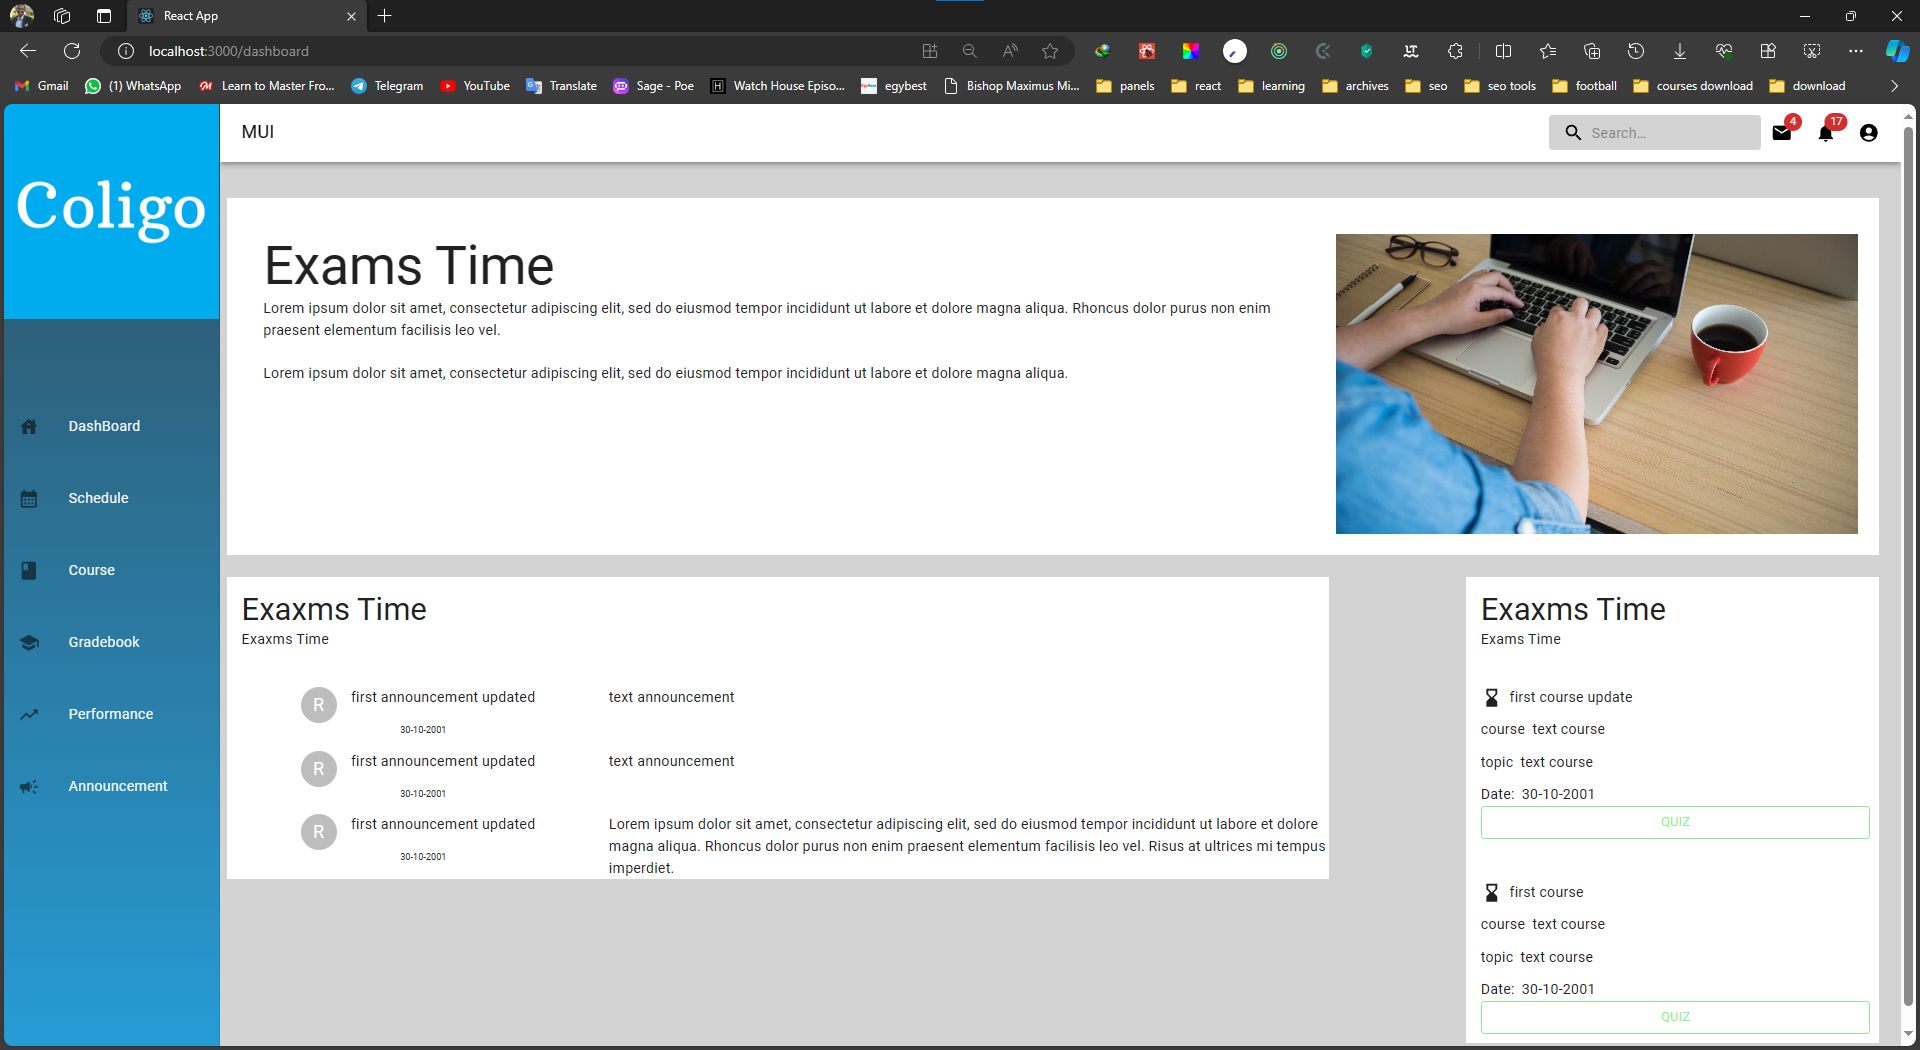 React App
localhost:3000/dashboard
Gmail
(1) WhatsApp
Learn to Master Fro...
Telegram
YouTube
Translate
Sage - Poe
Watch House Episo...
egybest
Bishop Maximus Mi...
panels
react
learning
archives
seo
seo tools
football
courses download
download
Coligo
MUI
Search...
4
17
DashBoard
Schedule
Course
Gradebook
Performance
Announcement
Exams Time
Lorem ipsum dolor sit amet, consectetur adipiscing elit, sed do eiusmod tempor incididunt ut labore et dolore magna aliqua. Rhoncus dolor purus non enim
praesent elementum facilisis leo vel.
Lorem ipsum dolor sit amet, consectetur adipiscing elit, sed do eiusmod tempor incididunt ut labore et dolore magna aliqua.
Exaxms Time
Exaxms Time
R
first announcement updated
text announcement
30-10-2001
R
first announcement updated
text announcement
30-10-2001
R
first announcement updated
30-10-2001
Lorem ipsum dolor sit amet, consectetur adipiscing elit, sed do eiusmod tempor incididunt ut labore et dolore
magna aliqua. Rhoncus dolor purus non enim praesent elementum facilisis leo vel. Risus at ultrices mi tempus
imperdiet.
Exaxms Time
Exams Time
first course update
course text course
topic text course
Date: 30-10-2001
QUIZ
first course
course text course
topic text course
Date: 30-10-2001
QUIZ